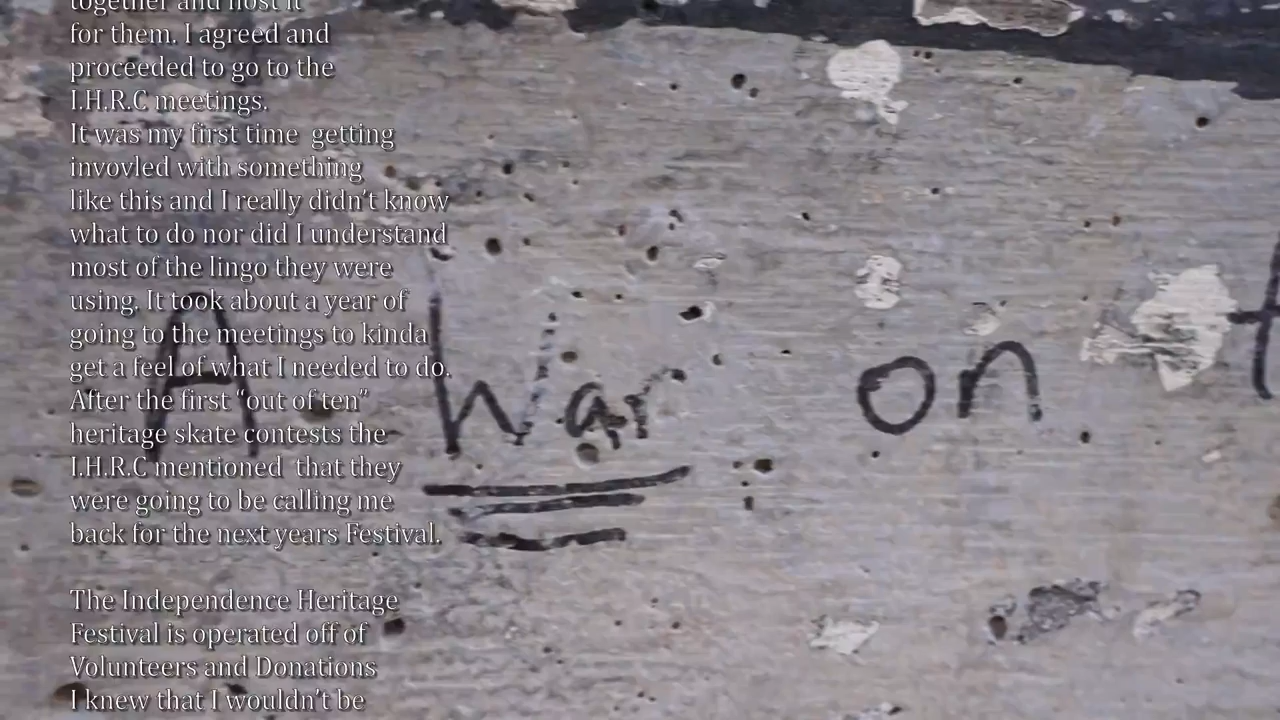 together and host it
for them. I agreed and
proceeded to go to the
I.H.R.C meetings.
It was my first time  getting
invovled with something
like this and I really didn't know
what to do nor did I understand
most of the lingo they were
using. It took about a year of
going to the meetings to kinda
get a feel of what I needed to do.
After the first “out of ten”
heritage skate contests the
I.H.R.C mentioned  that they
were going to be calling me
back for the next years Festival.

The Independence Heritage
Festival is operated off of
Volunteers and Donations
I knew that I wouldn't be
A War on